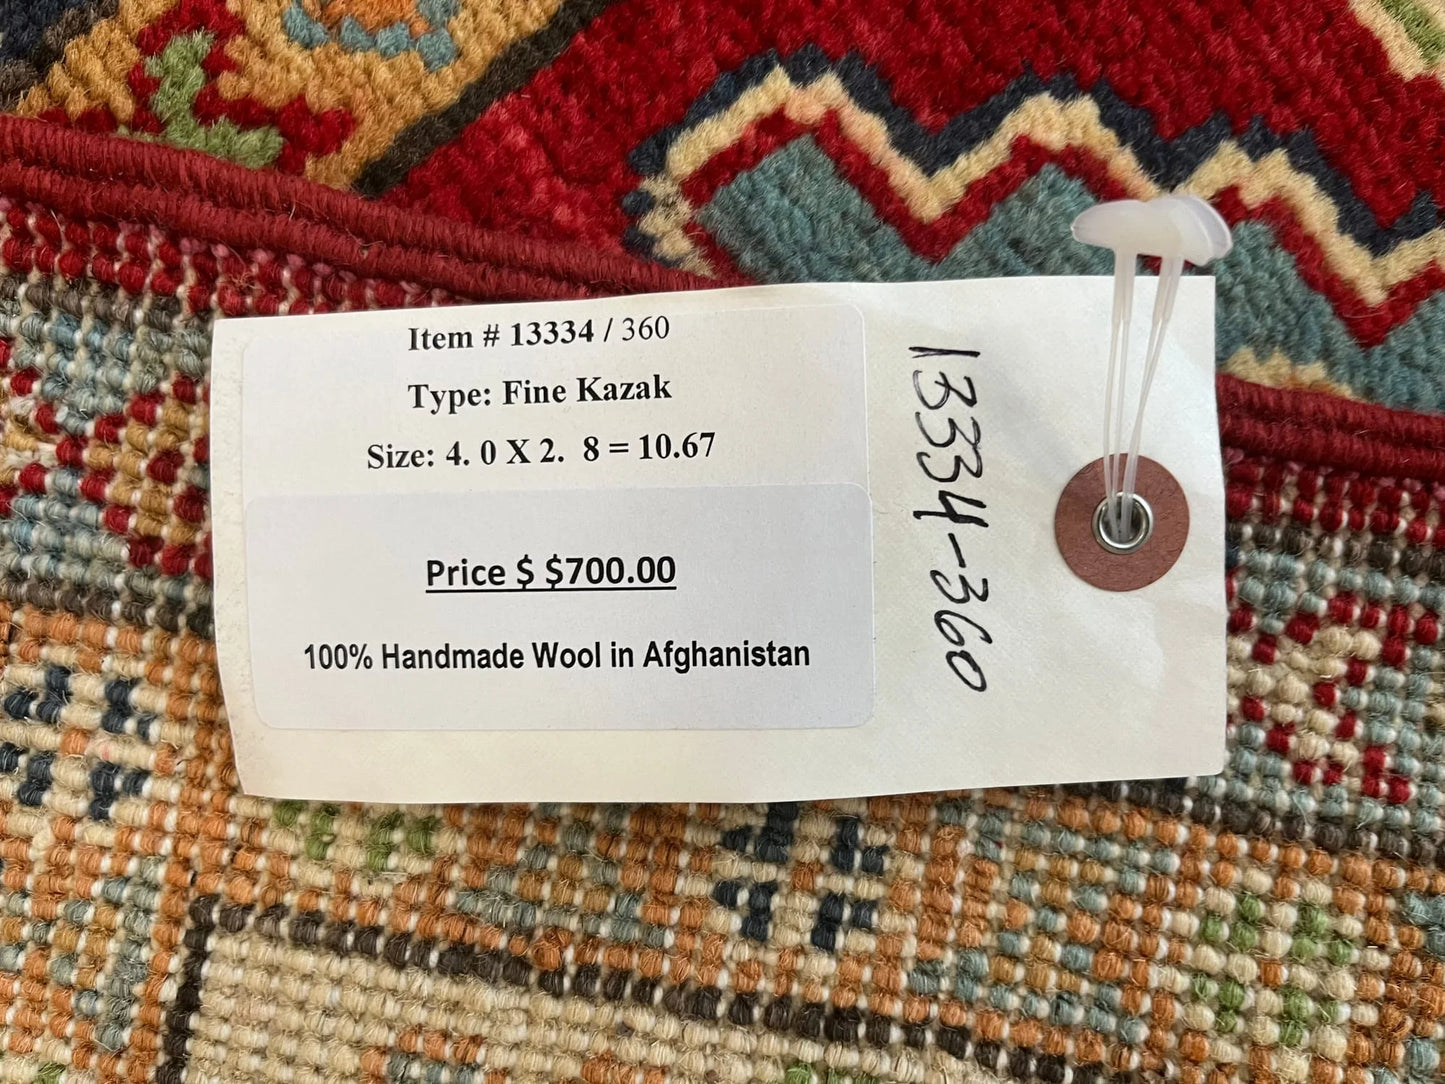 Item # 13334 / 360
Type: Fine Kazak
Size: 4. 0 X 2. 8 = 10.67
Price $ $700.00
100% Handmade Wool in Afghanistan
13334-360